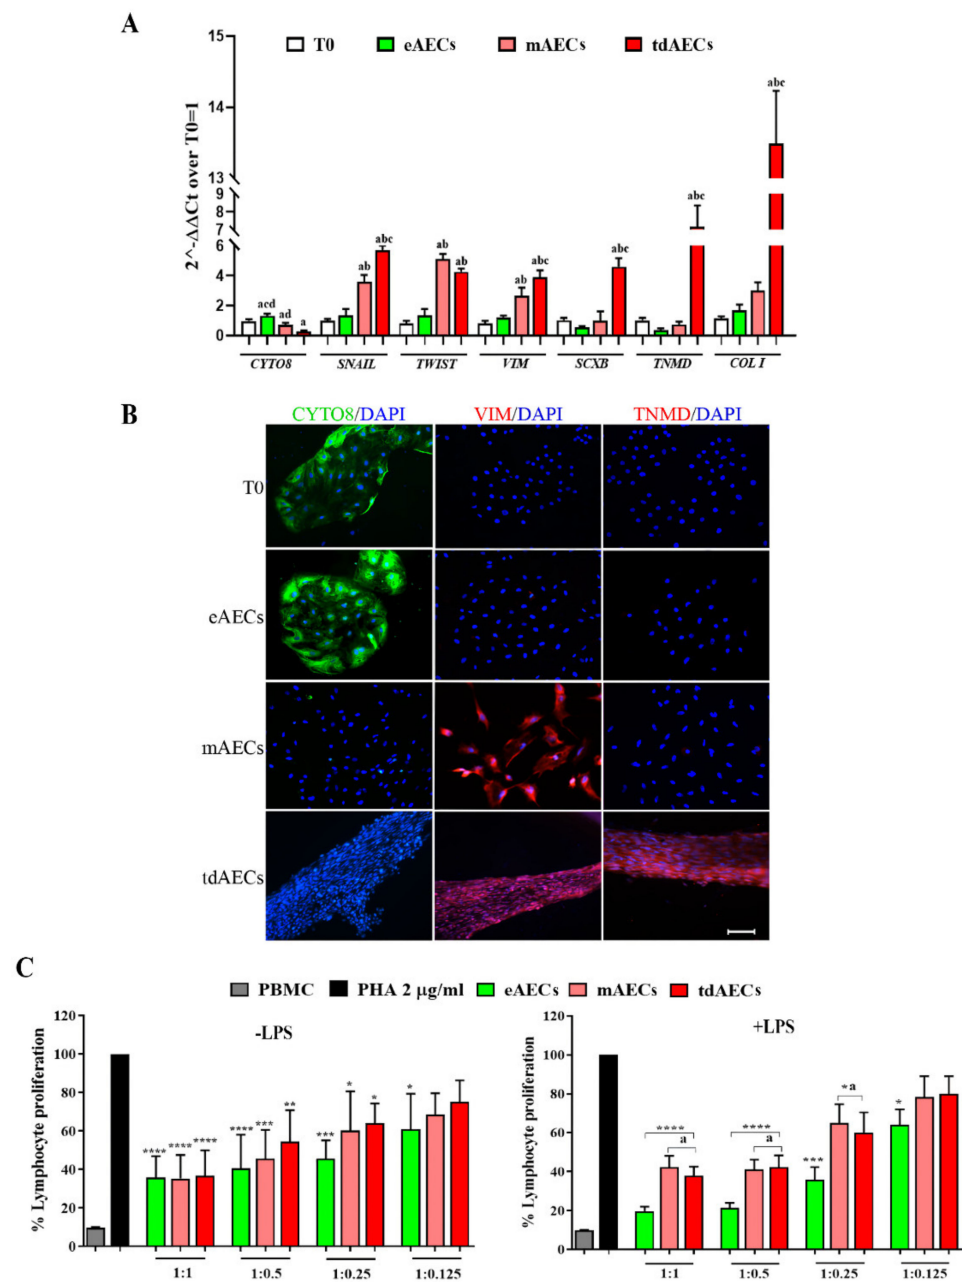 A
T0 eAECs mAECs tdAECs
2^-ΔΔCt over T0=1
15
14
13
9
8
7
6
4
2
0
acd ad a
ab abc
ab ab
ab abc
abc
abc
abc
CYTO8 SNAIL TWIST VIM SCXB TNMD COL I
B
CYTO8/DAPI VIM/DAPI TNMD/DAPI
T0
eAECs
mAECs
tdAECs
C
PBMC PHA 2 μg/ml eAECs mAECs tdAECs
-LPS
% Lymphocyte proliferation
120
100
80
60
40
20
0
**** **** ****
**** *** **
*** * *
*
1:1 1:0.5 1:0.25 1:0.125
+LPS
% Lymphocyte proliferation
120
100
80
60
40
20
0
****
a
****
a
***
*a
*
1:1 1:0.5 1:0.25 1:0.125